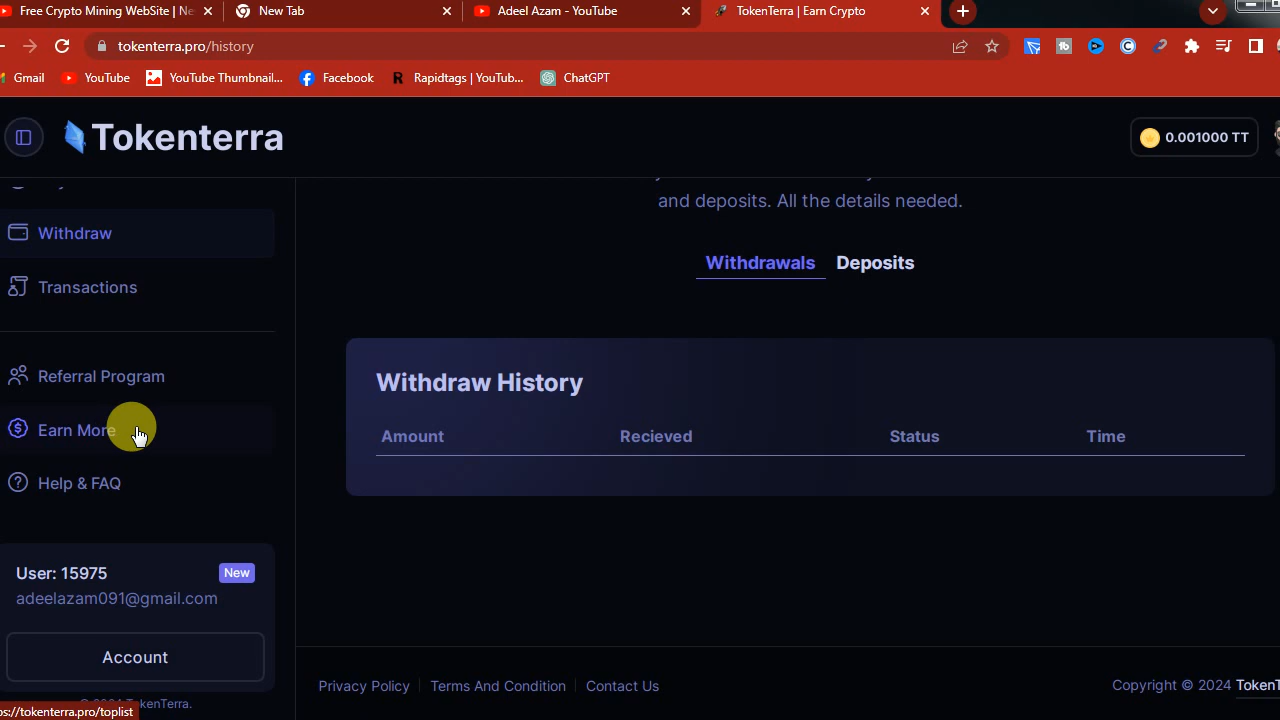 Free Crypto Mining WebSite | Ne
New Tab
Adeel Azam - YouTube
TokenTerra | Earn Crypto
tokenterra.pro/history
Gmail
YouTube
YouTube Thumbnail...
Facebook
Rapidtags | YouTub...
ChatGPT
Tokenterra
0.001000 TT
and deposits. All the details needed.
Withdraw
Withdrawals
Deposits
Transactions
Referral Program
Withdraw History
Earn More
Amount
Recieved
Status
Time
Help & FAQ
User: 15975
New
adeelazam091@gmail.com
Account
Privacy Policy
Terms And Condition
Contact Us
Copyright © 2024 TokenT
kenTerra.
ps://tokenterra.pro/toplist